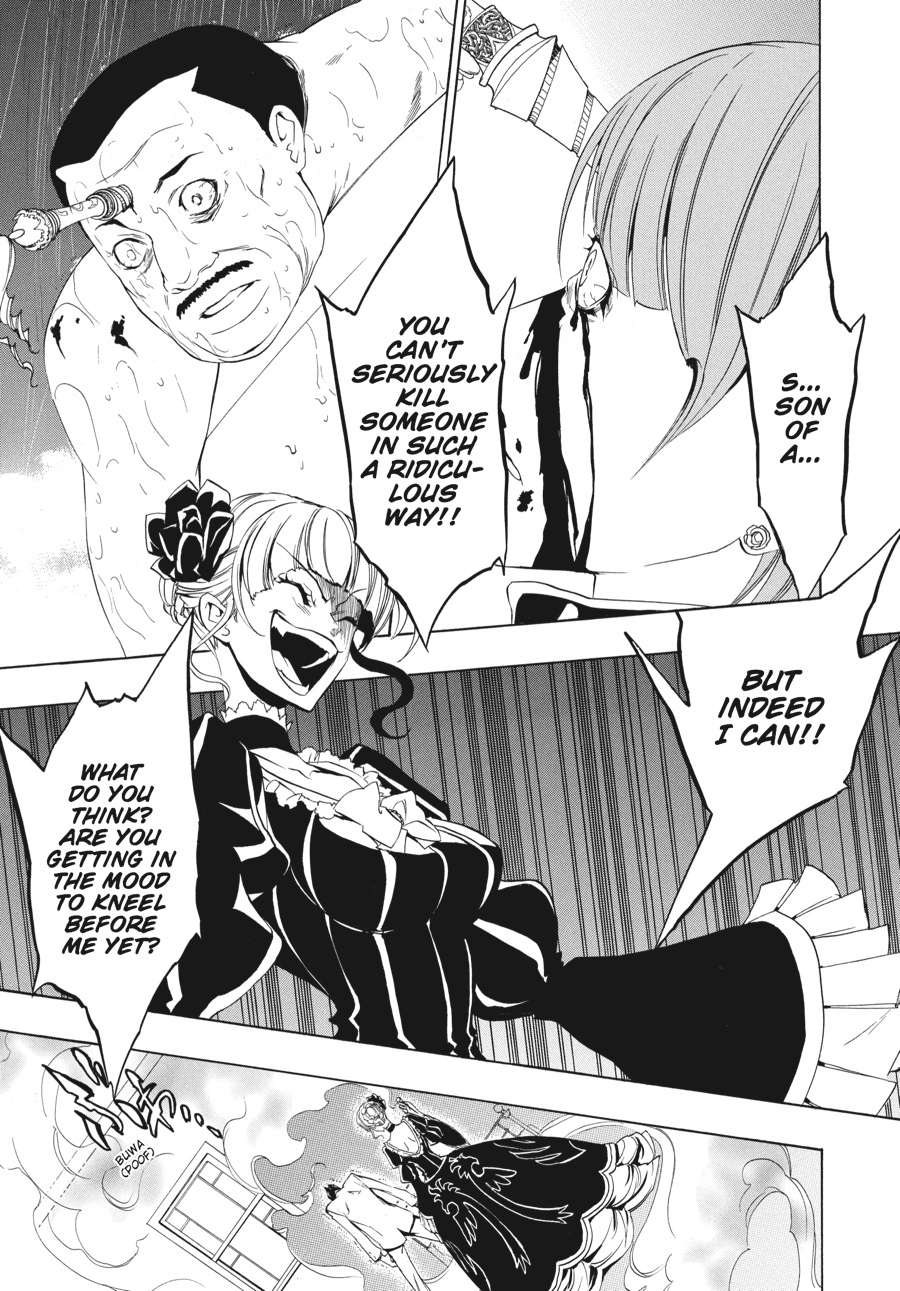 S...
SON
OF
A...
YOU
CAN'T
SERIOUSLY
KILL
SOMEONE
IN SUCH
A RIDICU-
LOUS
WAY!!
BUT
INDEED
I CAN!!
WHAT
DO YOU
THINK?
ARE YOU
GETTING IN
THE MOOD
TO KNEEL
BEFORE
ME YET?
BUWA
(POOF)